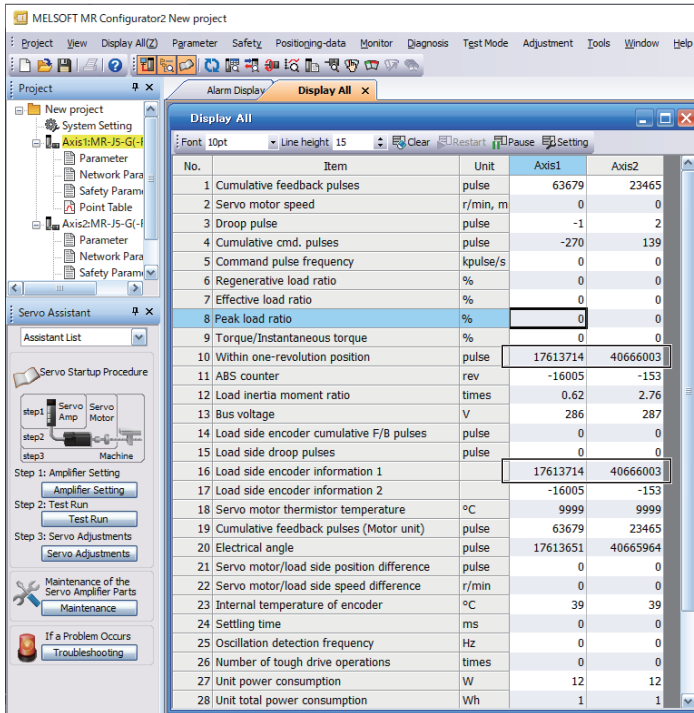 MELSOFT MR Configurator2 New project
Project View Display All(Z) Parameter Safety Positioning-data Monitor Diagnosis Test Mode Adjustment Tools Window Help
Project
New project
System Setting
Axis1:MR-J5-G(-F
Parameter
Network Para
Safety Param
Point Table
Axis2:MR-J5-G(-F
Parameter
Network Para
Safety Param
Servo Assistant
Assistant List
Servo Startup Procedure
step1 Servo Amp Servo Motor
step2
step3 Machine
Step 1: Amplifier Setting
Amplifier Setting
Step 2: Test Run
Test Run
Step 3: Servo Adjustments
Servo Adjustments
Maintenance of the
Servo Amplifier Parts
Maintenance
If a Problem Occurs
Troubleshooting
Alarm Display Display All
Display All
Font 10pt Line height 15 Clear Restart Pause Setting
No. Item Unit Axis1 Axis2
1 Cumulative feedback pulses pulse 63679 23465
2 Servo motor speed r/min, m 0 0
3 Droop pulse pulse -1 2
4 Cumulative cmd. pulses pulse -270 139
5 Command pulse frequency kpulse/s 0 0
6 Regenerative load ratio % 0 0
7 Effective load ratio % 0 0
8 Peak load ratio % 0 0
9 Torque/Instantaneous torque % 0 0
10 Within one-revolution position pulse 17613714 40666003
11 ABS counter rev -16005 -153
12 Load inertia moment ratio times 0.62 2.76
13 Bus voltage V 286 287
14 Load side encoder cumulative F/B pulses pulse 0 0
15 Load side droop pulses pulse 0 0
16 Load side encoder information 1 17613714 40666003
17 Load side encoder information 2 -16005 -153
18 Servo motor thermistor temperature °C 9999 9999
19 Cumulative feedback pulses (Motor unit) pulse 63679 23465
20 Electrical angle pulse 17613651 40665964
21 Servo motor/load side position difference pulse 0 0
22 Servo motor/load side speed difference r/min 0 0
23 Internal temperature of encoder °C 39 39
24 Settling time ms 0 0
25 Oscillation detection frequency Hz 0 0
26 Number of tough drive operations times 0 0
27 Unit power consumption W 12 12
28 Unit total power consumption Wh 1 1